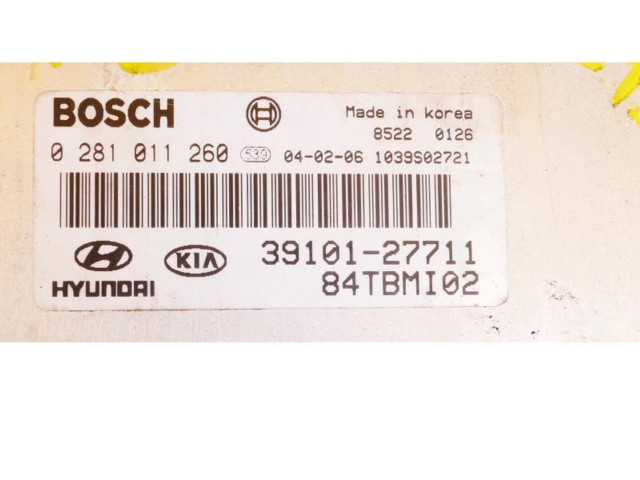 BOSCH
Made in korea
8522 0126
0 281 011 260 539 04-02-06 1039S02721
KIA 39101-27711
HYUNDAI 84TBMI02